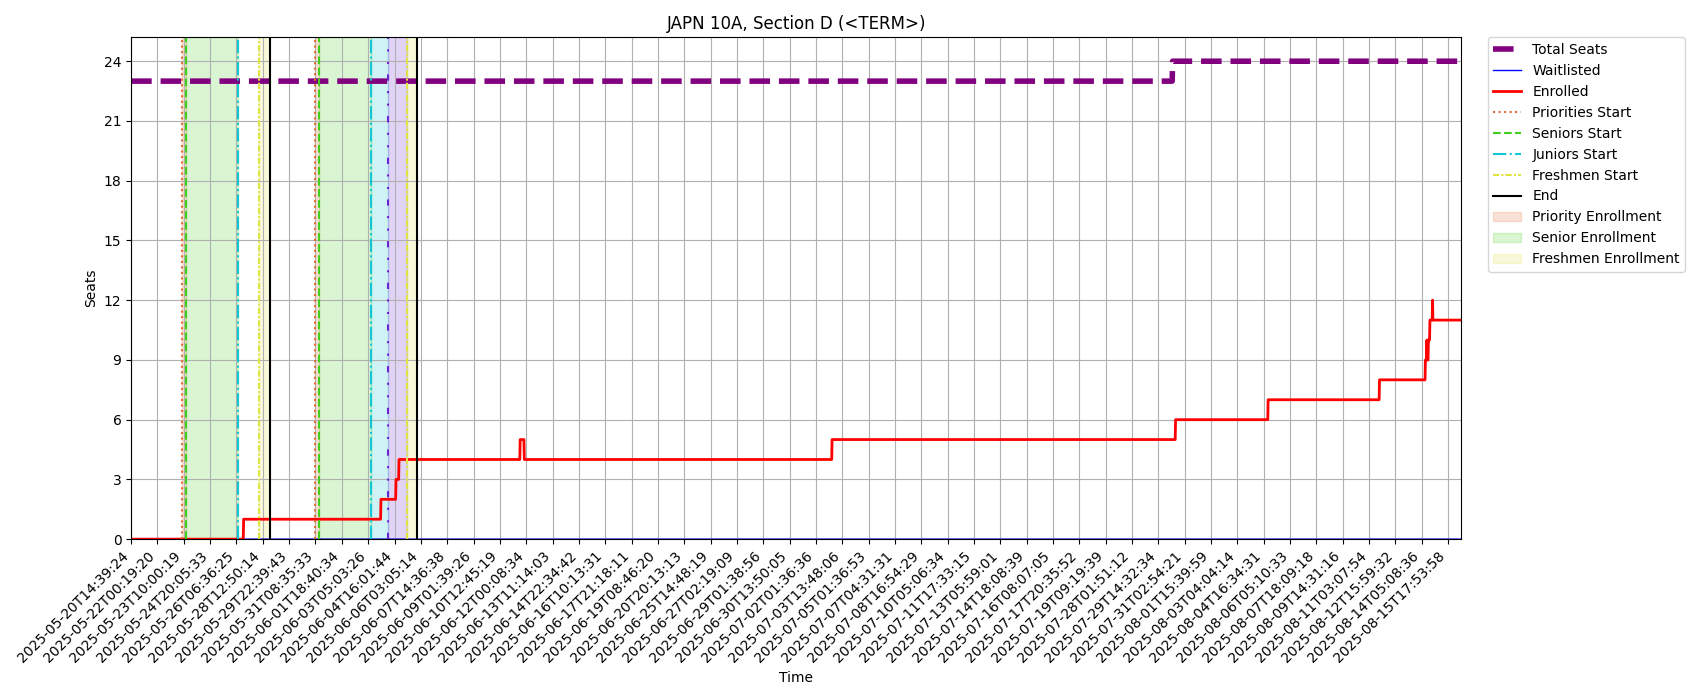 JAPN 10A, Section D (<TERM>)
Total Seats
Waitlisted
Enrolled
Priorities Start
Seniors Start
Juniors Start
Freshmen Start
End
Priority Enrollment
Senior Enrollment
Freshmen Enrollment
Seats
24
21
18
15
12
9
6
3
0
2025-05-20T14:39:24
2025-05-22T00:19:20
2025-05-23T10:00:19
2025-05-24T20:05:33
2025-05-26T06:36:25
2025-05-28T12:50:14
2025-05-29T22:39:43
2025-05-31T08:35:33
2025-06-01T18:40:34
2025-06-03T05:03:26
2025-06-04T16:01:44
2025-06-06T03:05:14
2025-06-07T14:36:38
2025-06-09T01:39:26
2025-06-10T12:45:19
2025-06-12T00:08:34
2025-06-13T11:14:03
2025-06-14T22:34:42
2025-06-16T10:13:31
2025-06-17T21:18:11
2025-06-19T08:46:20
2025-06-20T20:13:13
2025-06-25T14:48:19
2025-06-27T02:19:09
2025-06-29T01:38:56
2025-06-30T13:50:05
2025-07-02T01:36:36
2025-07-03T13:48:06
2025-07-05T01:36:53
2025-07-07T04:31:31
2025-07-08T16:54:29
2025-07-10T05:06:34
2025-07-11T17:33:15
2025-07-13T05:59:01
2025-07-14T18:08:39
2025-07-16T08:07:05
2025-07-17T20:35:52
2025-07-19T09:19:39
2025-07-28T01:51:12
2025-07-29T14:32:34
2025-07-31T02:54:21
2025-08-01T15:39:59
2025-08-03T04:04:14
2025-08-04T16:34:31
2025-08-06T05:10:33
2025-08-07T18:09:18
2025-08-09T14:31:16
2025-08-11T03:07:54
2025-08-12T15:59:32
2025-08-14T05:08:36
2025-08-15T17:53:58
Time